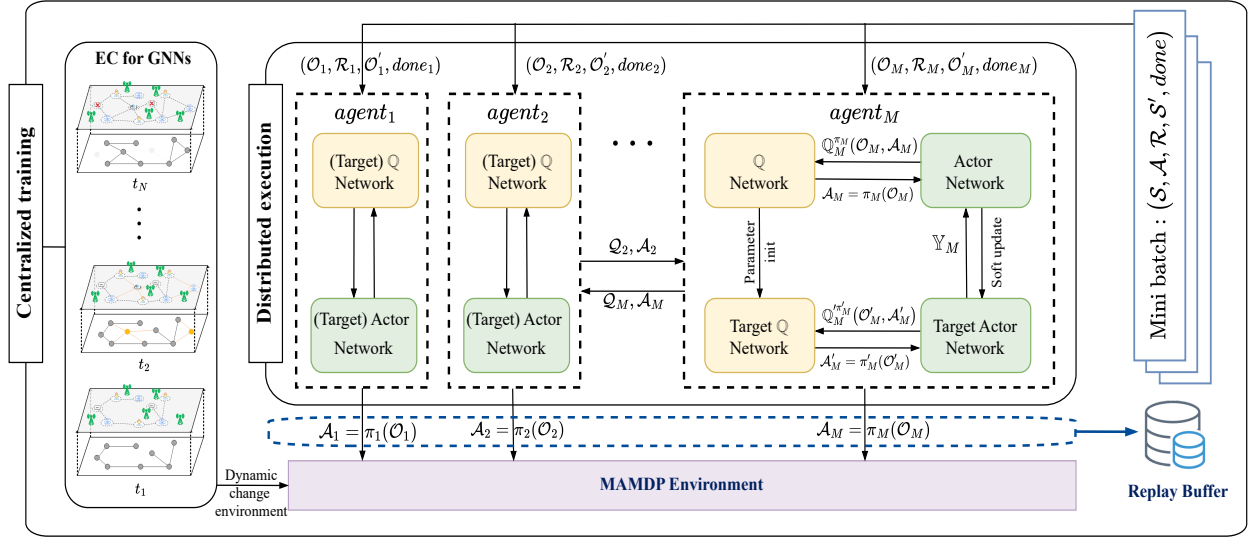 Centralized training
EC for GNNs
t_N
t_2
t_1
Dynamic
change
environment
Distributed execution
(𝒪_1, ℛ_1, 𝒪'_1, done_1)
(𝒪_2, ℛ_2, 𝒪'_2, done_2)
(𝒪_M, ℛ_M, 𝒪'_M, done_M)
agent_1
(Target) ℚ
Network
(Target) Actor
Network
agent_2
(Target) ℚ
Network
(Target) Actor
Network
· · ·
𝒬_2, 𝒜_2
𝒬_M, 𝒜_M
agent_M
ℚ
Network
ℚ_M^{π_M}(𝒪_M, 𝒜_M)
𝒜_M = π_M(𝒪_M)
Actor
Network
Parameter
init
𝕐_M
Soft update
Target ℚ
Network
ℚ_M^{'π'_M}(𝒪'_M, 𝒜'_M)
𝒜'_M = π'_M(𝒪'_M)
Target Actor
Network
𝒜_1 = π_1(𝒪_1)
𝒜_2 = π_2(𝒪_2)
𝒜_M = π_M(𝒪_M)
MAMDP Environment
Mini batch : (𝒮, 𝒜, ℛ, 𝒮', done)
Replay Buffer